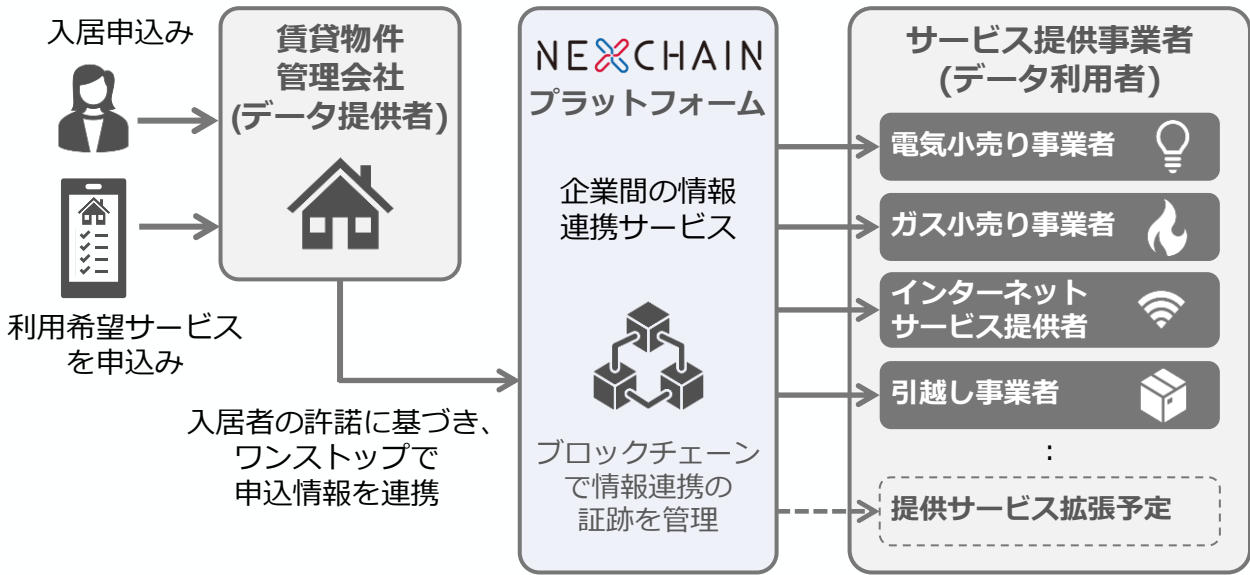 入居申込み
利用希望サービス
を申込み
賃貸物件
管理会社
(データ提供者)
入居者の許諾に基づき、
ワンストップで
申込情報を連携
NEXCHAIN
プラットフォーム
企業間の情報
連携サービス
ブロックチェーン
で情報連携の
証跡を管理
サービス提供事業者
(データ利用者)
電気小売り事業者
ガス小売り事業者
インターネット
サービス提供者
引越し事業者
:
提供サービス拡張予定